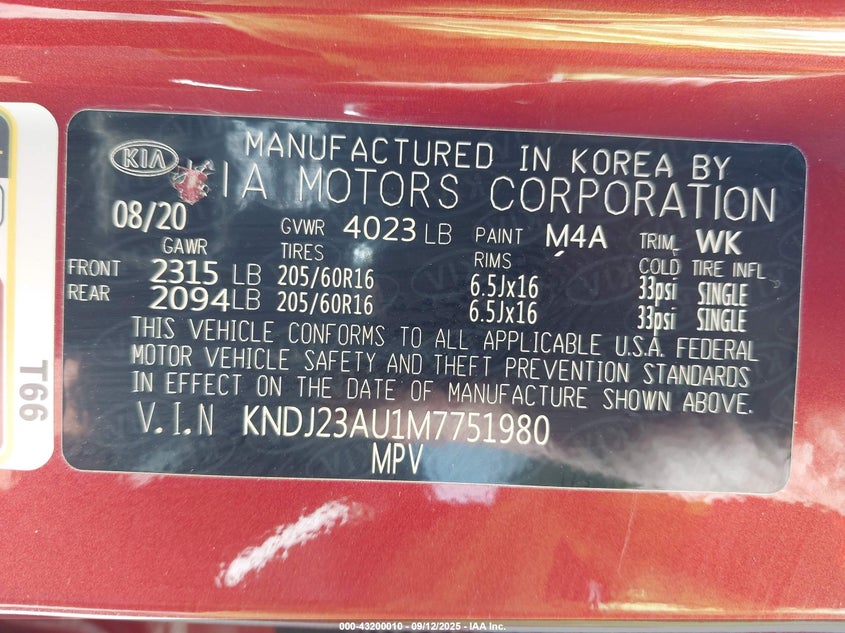 KIA
MANUFACTURED IN KOREA BY
IA MOTORS CORPORATION
08/20 GVWR 4023 LB PAINT M4A TRIM WK
GAWR TIRES RIMS COLD TIRE INFL
FRONT 2315 LB 205/60R16 6.5Jx16 33psi SINGLE
REAR 2094 LB 205/60R16 6.5Jx16 33psi SINGLE
THIS VEHICLE CONFORMS TO ALL APPLICABLE U.S.A. FEDERAL
MOTOR VEHICLE SAFETY AND THEFT PREVENTION STANDARDS
IN EFFECT ON THE DATE OF MANUFACTURE SHOWN ABOVE.
V.I.N KNDJ23AU1M7751980
MPV
T66
000-43200010 - 09/12/2025 - IAA Inc.